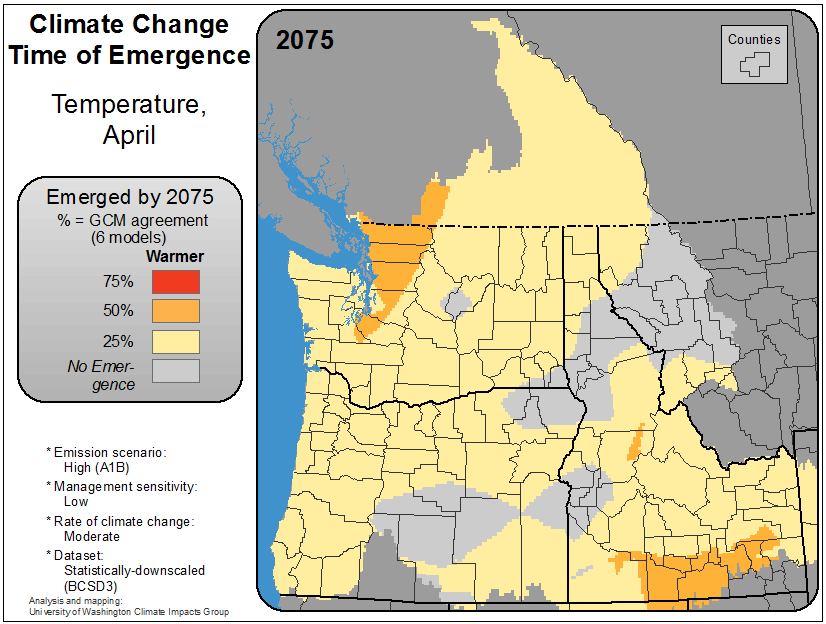 Climate Change
Time of Emergence
Temperature,
April
Emerged by 2075
% = GCM agreement
(6 models)
Warmer
75%
50%
25%
No Emer-
gence
* Emission scenario:
High (A1B)
* Management sensitivity:
Low
* Rate of climate change:
Moderate
* Dataset:
Statistically-downscaled
(BCSD3)
Analysis and mapping:
University of Washington Climate Impacts Group
2075
Counties